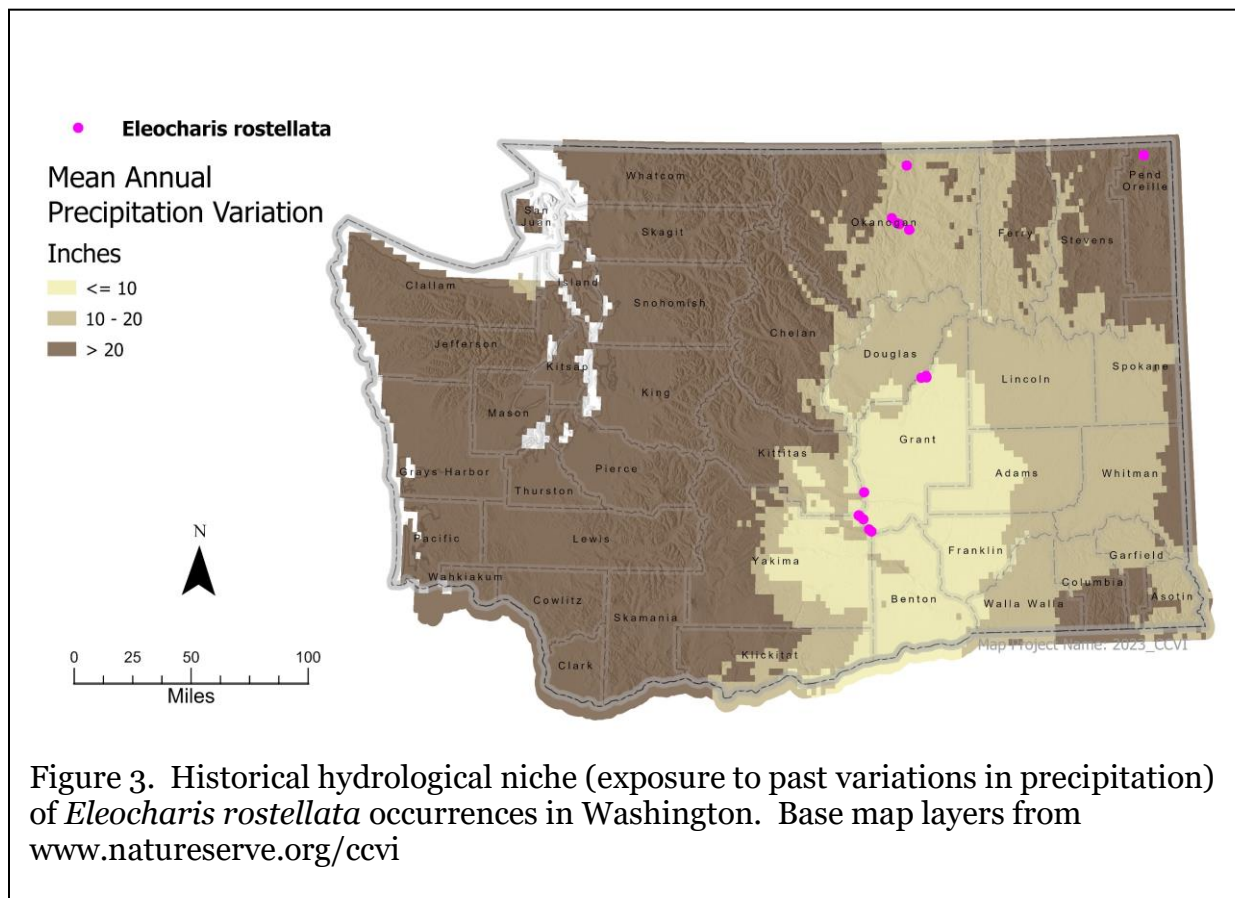 Eleocharis rostellata
Mean Annual
Precipitation Variation
Inches
<= 10
10 - 20
> 20
N
0 25 50 100
Miles
Whatcom
Pend
Oreille
San
Juan
Okanogan
Skagit
Ferry
Stevens
Clallam
Island
Snohomish
Chelan
Jefferson
Douglas
Kitsap
Lincoln
Spokane
King
Mason
Grant
Kittitas
Grays Harbor
Pierce
Adams
Whitman
Thurston
Pacific
Lewis
Yakima
Franklin
Garfield
Wahkiakum
Columbia
Cowlitz
Benton
Walla Walla
Asotin
Skamania
Klickitat
Map Project Name: 2023_CCVI
Clark
Figure 3. Historical hydrological niche (exposure to past variations in precipitation)
of Eleocharis rostellata occurrences in Washington. Base map layers from
www.natureserve.org/ccvi